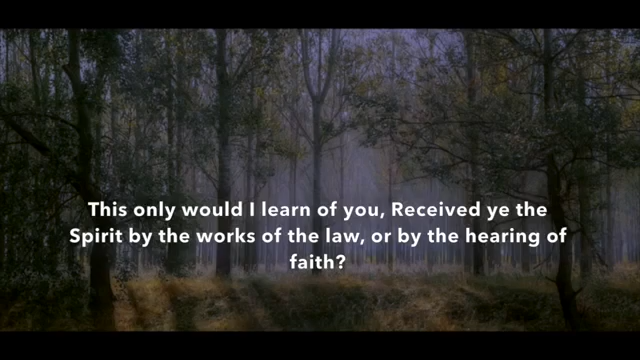 This only would I learn of you, Received ye the
Spirit by the works of the law, or by the hearing of
faith?